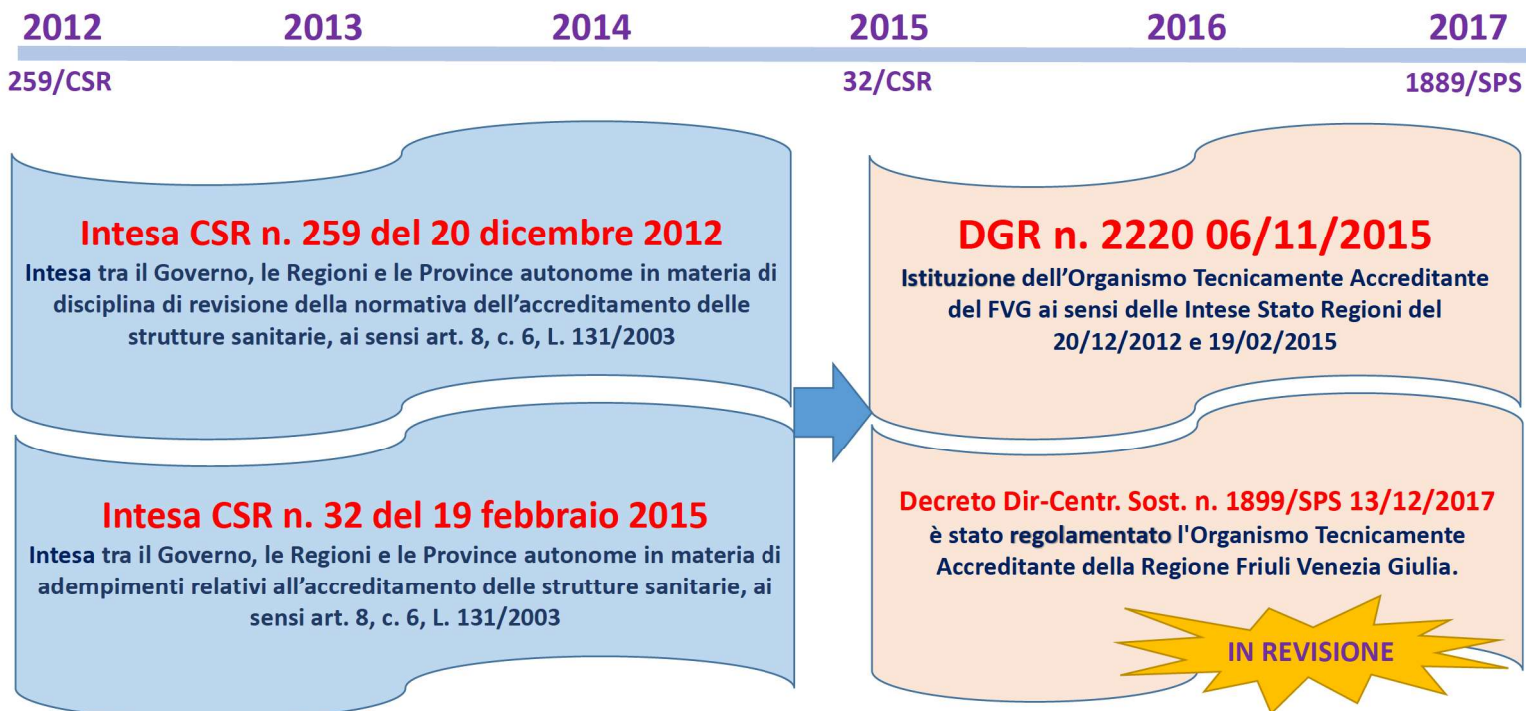 2012 2013 2014 2015 2016 2017
259/CSR 32/CSR 1889/SPS
Intesa CSR n. 259 del 20 dicembre 2012
Intesa tra il Governo, le Regioni e le Province autonome in materia di
disciplina di revisione della normativa dell’accreditamento delle
strutture sanitarie, ai sensi art. 8, c. 6, L. 131/2003
Intesa CSR n. 32 del 19 febbraio 2015
Intesa tra il Governo, le Regioni e le Province autonome in materia di
adempimenti relativi all’accreditamento delle strutture sanitarie, ai
sensi art. 8, c. 6, L. 131/2003
DGR n. 2220 06/11/2015
Istituzione dell’Organismo Tecnicamente Accreditante
del FVG ai sensi delle Intese Stato Regioni del
20/12/2012 e 19/02/2015
Decreto Dir-Centr. Sost. n. 1899/SPS 13/12/2017
è stato regolamentato l'Organismo Tecnicamente
Accreditante della Regione Friuli Venezia Giulia.
IN REVISIONE